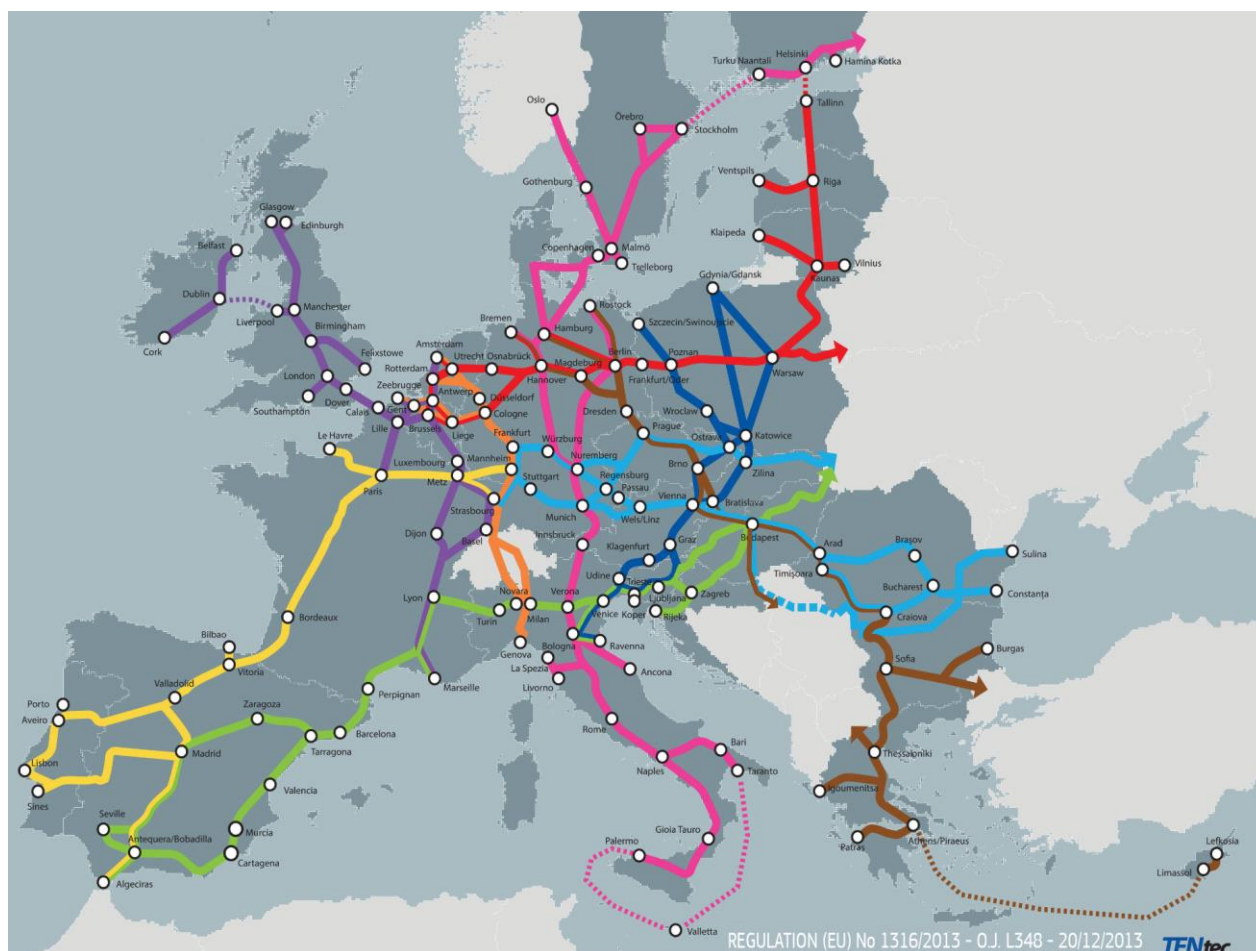 Turku Naantali
Helsinki
Hamina Kotka
Tallinn
Oslo
Örebro
Stockholm
Ventspils
Riga
Gothenburg
Klaipeda
Vilnius
Kaunas
Glasgow
Edinburgh
Belfast
Copenhagen
Malmö
Trelleborg
Gdynia/Gdansk
Dublin
Liverpool
Manchester
Cork
Birmingham
Felixstowe
London
Southampton
Dover
Calais
Rostock
Bremen
Hamburg
Szczecin/Swinoujscie
Amsterdam
Utrecht
Osnabrück
Rotterdam
Zeebrugge
Antwerp
Gent
Brussels
Lille
Liege
Düsseldorf
Cologne
Magdeburg
Hannover
Berlin
Frankfurt/Oder
Poznan
Warsaw
Dresden
Wroclaw
Prague
Ostrava
Katowice
Le Havre
Luxembourg
Mannheim
Frankfurt
Würzburg
Nuremberg
Paris
Metz
Stuttgart
Regensburg
Passau
Brno
Zilina
Strasbourg
Munich
Wels/Linz
Vienna
Bratislava
Dijon
Basel
Innsbruck
Klagenfurt
Graz
Budapest
Arad
Timişoara
Braşov
Bucharest
Sulina
Constanţa
Craiova
Lyon
Novara
Turin
Milan
Verona
Udine
Trieste
Ljubljana
Venice
Koper
Rijeka
Zagreb
Bordeaux
Genova
Bologna
Ravenna
La Spezia
Livorno
Ancona
Marseille
Sofia
Burgas
Bilbao
Vitoria
Perpignan
Valladolid
Porto
Aveiro
Zaragoza
Barcelona
Tarragona
Madrid
Lisbon
Sines
Valencia
Rome
Naples
Bari
Taranto
Thessaloniki
Igoumenitsa
Seville
Antequera/Bobadilla
Murcia
Cartagena
Algeciras
Gioia Tauro
Palermo
Patras
Athens/Piraeus
Lefkosia
Limassol
Valletta
REGULATION (EU) No 1316/2013 - O.J. L348 - 20/12/2013
TENtec